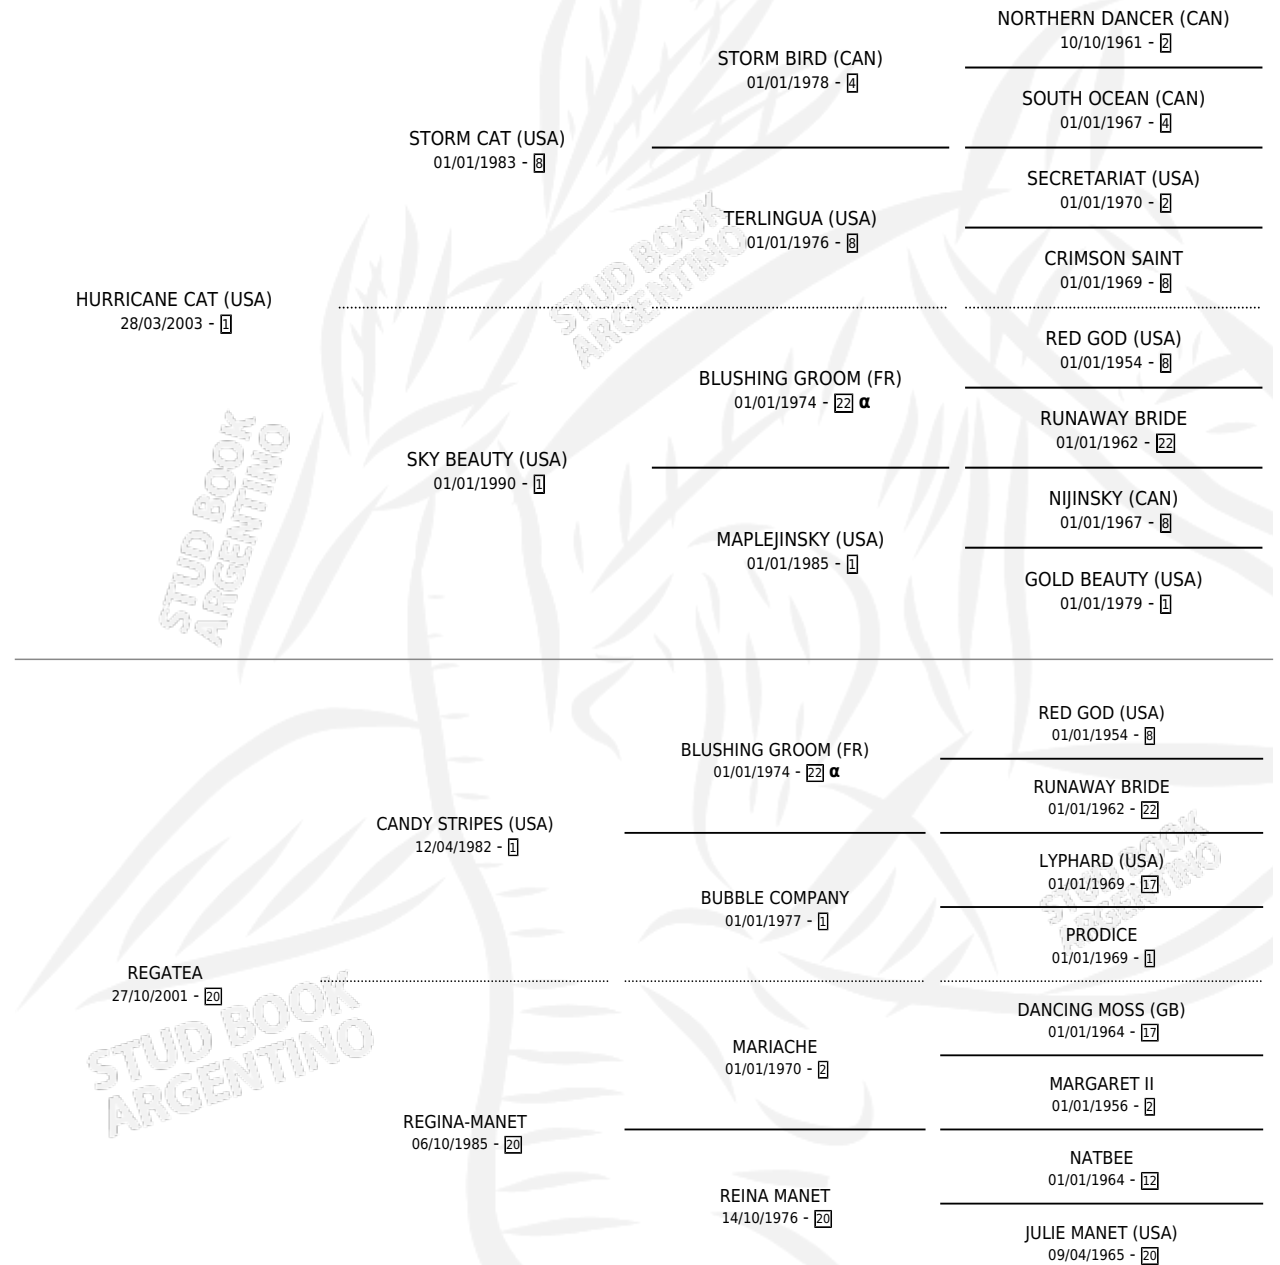 NORTHERN DANCER (CAN)
10/10/1961 - 2
STORM BIRD (CAN)
01/01/1978 - 4
SOUTH OCEAN (CAN)
01/01/1967 - 4
STORM CAT (USA)
01/01/1983 - 8
SECRETARIAT (USA)
01/01/1970 - 2
TERLINGUA (USA)
01/01/1976 - 8
CRIMSON SAINT
01/01/1969 - 8
HURRICANE CAT (USA)
28/03/2003 - 1
RED GOD (USA)
01/01/1954 - 8
BLUSHING GROOM (FR)
01/01/1974 - 22 α
RUNAWAY BRIDE
01/01/1962 - 22
SKY BEAUTY (USA)
01/01/1990 - 1
NIJINSKY (CAN)
01/01/1967 - 8
MAPLEJINSKY (USA)
01/01/1985 - 1
GOLD BEAUTY (USA)
01/01/1979 - 1
RED GOD (USA)
01/01/1954 - 8
BLUSHING GROOM (FR)
01/01/1974 - 22 α
RUNAWAY BRIDE
01/01/1962 - 22
CANDY STRIPES (USA)
12/04/1982 - 1
LYPHARD (USA)
01/01/1969 - 17
BUBBLE COMPANY
01/01/1977 - 1
PRODICE
01/01/1969 - 1
REGATEA
27/10/2001 - 20
DANCING MOSS (GB)
01/01/1964 - 17
MARIACHE
01/01/1970 - 2
MARGARET II
01/01/1956 - 2
REGINA-MANET
06/10/1985 - 20
NATBEE
01/01/1964 - 12
REINA MANET
14/10/1976 - 20
JULIE MANET (USA)
09/04/1965 - 20
STUD BOOK
ARGENTINO
STUD BOOK
ARGENTINO
STUD BOOK
ARGENTINO
STUD BOOK
ARGENTINO